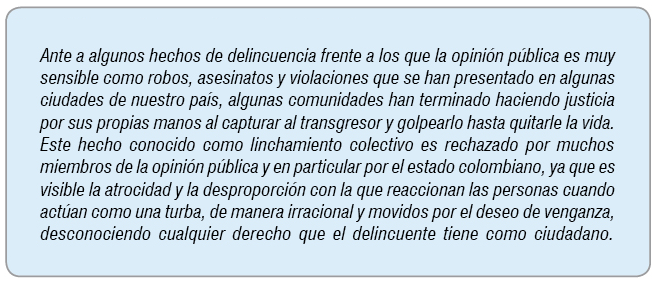 Ante a algunos hechos de delincuencia frente a los que la opinión pública es muy
sensible como robos, asesinatos y violaciones que se han presentado en algunas
ciudades de nuestro país, algunas comunidades han terminado haciendo justicia
por sus propias manos al capturar al transgresor y golpearlo hasta quitarle la vida.
Este hecho conocido como linchamiento colectivo es rechazado por muchos
miembros de la opinión pública y en particular por el estado colombiano, ya que es
visible la atrocidad y la desproporción con la que reaccionan las personas cuando
actúan como una turba, de manera irracional y movidos por el deseo de venganza,
desconociendo cualquier derecho que el delincuente tiene como ciudadano.